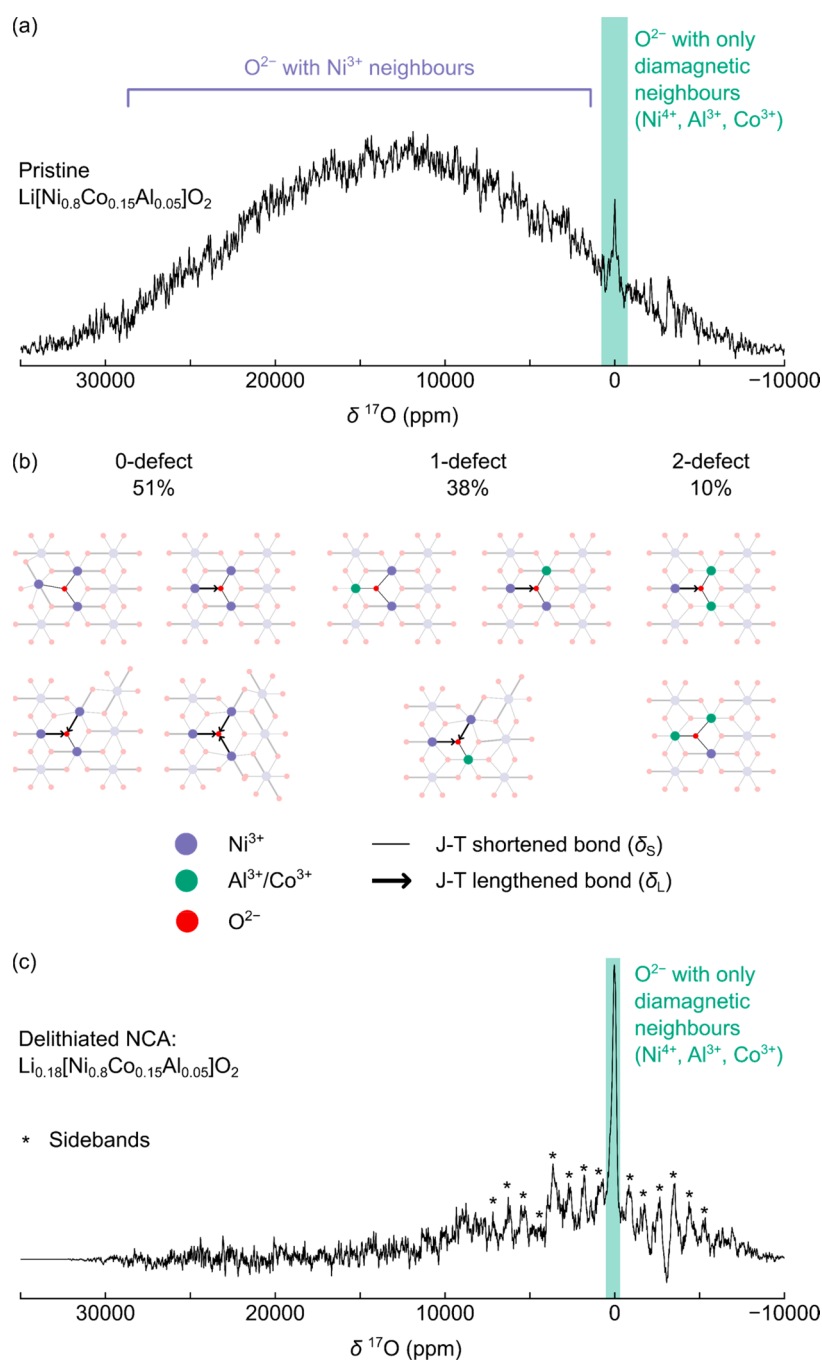 (a)
O²⁻ with Ni³⁺ neighbours
O²⁻ with only
diamagnetic
neighbours
(Ni⁴⁺, Al³⁺, Co³⁺)
Pristine
Li[Ni₀.₈Co₀.₁₅Al₀.₀₅]O₂
30000 20000 10000 0 −10000
δ ¹⁷O (ppm)
(b)
0-defect 1-defect 2-defect
51% 38% 10%
Ni³⁺ J-T shortened bond (δS)
Al³⁺/Co³⁺ J-T lengthened bond (δL)
O²⁻
(c)
O²⁻ with only
diamagnetic
neighbours
(Ni⁴⁺, Al³⁺, Co³⁺)
Delithiated NCA:
Li₀.₁₈[Ni₀.₈Co₀.₁₅Al₀.₀₅]O₂
* Sidebands
* * * * * * * * * * * * * *
30000 20000 10000 0 −10000
δ ¹⁷O (ppm)